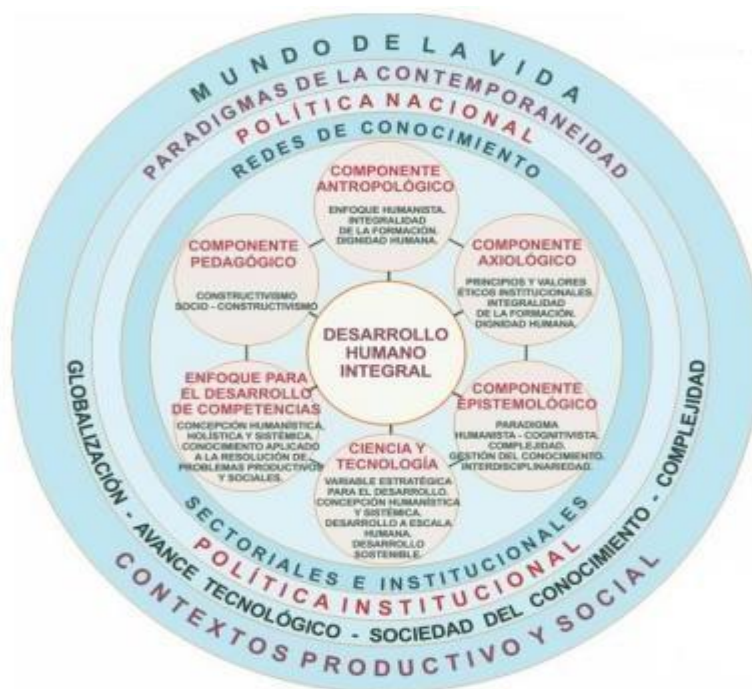 MUNDO DE LA VIDA
PARADIGMAS DE LA CONTEMPORANEIDAD
POLÍTICA NACIONAL
REDES DE CONOCIMIENTO
COMPONENTE
ANTROPOLÓGICO
ENFOQUE HUMANISTA.
INTEGRALIDAD
DE LA FORMACIÓN.
DIGNIDAD HUMANA.
COMPONENTE
PEDAGÓGICO
CONSTRUCTIVISMO
SOCIO - CONSTRUCTIVISMO
COMPONENTE
AXIOLÓGICO
PRINCIPIOS Y VALORES
ÉTICOS INSTITUCIONALES.
INTEGRALIDAD
DE LA FORMACIÓN.
DIGNIDAD HUMANA.
DESARROLLO
HUMANO
INTEGRAL
ENFOQUE PARA
EL DESARROLLO
DE COMPETENCIAS
CONCEPCIÓN HUMANÍSTICA,
HOLÍSTICA Y SISTÉMICA,
CONOCIMIENTO APLICADO
A LA RESOLUCIÓN DE
PROBLEMAS PRODUCTIVOS
Y SOCIALES.
COMPONENTE
EPISTEMOLÓGICO
PARADIGMA
HUMANISTA - COGNITIVISTA.
COMPLEJIDAD.
GESTIÓN DEL CONOCIMIENTO.
INTERDISCIPLINARIEDAD.
CIENCIA Y
TECNOLOGÍA
VARIABLE ESTRATÉGICA
PARA EL DESARROLLO.
CONCEPCIÓN HUMANÍSTICA
Y SISTÉMICA.
DESARROLLO A ESCALA
HUMANA.
DESARROLLO
SOSTENIBLE.
SECTORIALES E INSTITUCIONALES
POLÍTICA INSTITUCIONAL
GLOBALIZACIÓN - AVANCE TECNOLÓGICO - SOCIEDAD DEL CONOCIMIENTO - COMPLEJIDAD
CONTEXTOS PRODUCTIVO Y SOCIAL